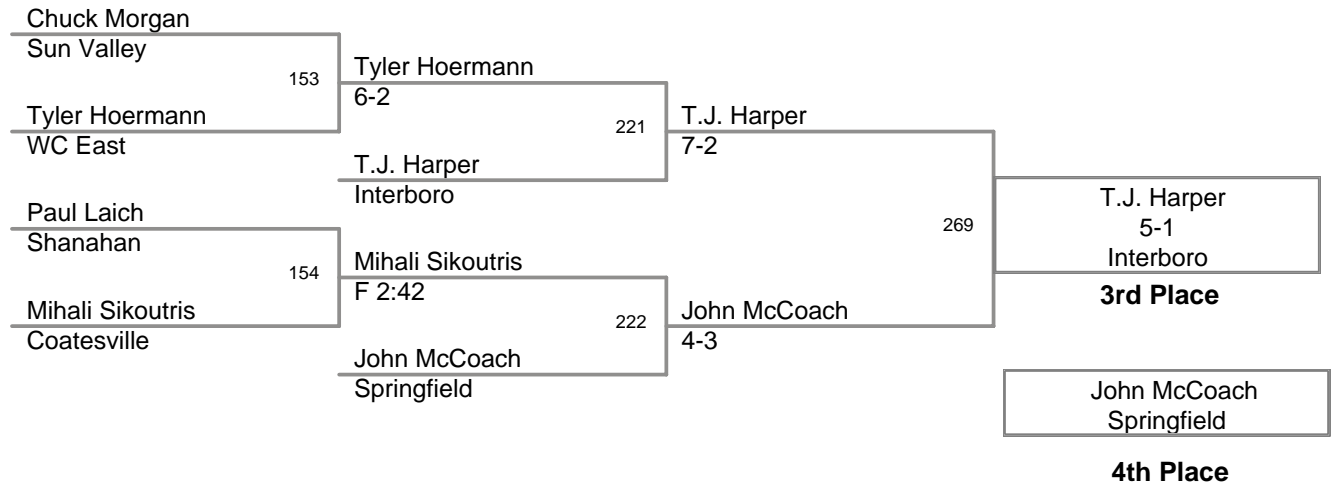 Chuck Morgan
Sun Valley
153
Tyler Hoermann
6-2
Tyler Hoermann
WC East
221
T.J. Harper
7-2
T.J. Harper
Interboro
Paul Laich
Shanahan
154
Mihali Sikoutris
F 2:42
Mihali Sikoutris
Coatesville
222
John McCoach
4-3
John McCoach
Springfield
269
T.J. Harper
5-1
Interboro
3rd Place
John McCoach
Springfield
4th Place